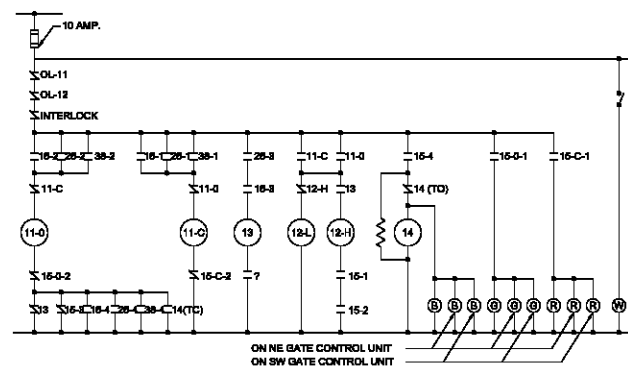 10 AMP.
OL-11
OL-12
INTERLOCK
16-2 26-2 36-2 16-1 26-1 36-1 26-3 11-C 11-0 15-4 15-0-1 15-C-1
11-C 11-0 16-3 12-H 13 14 (TO)
11-0 11-C 13 12-L 12-H 14
15-0-2 15-C-2 ? 15-1
13 15-3 16-4 14(TC) 15-2 B B B G G G R R R W
ON NE GATE CONTROL UNIT
ON SW GATE CONTROL UNIT